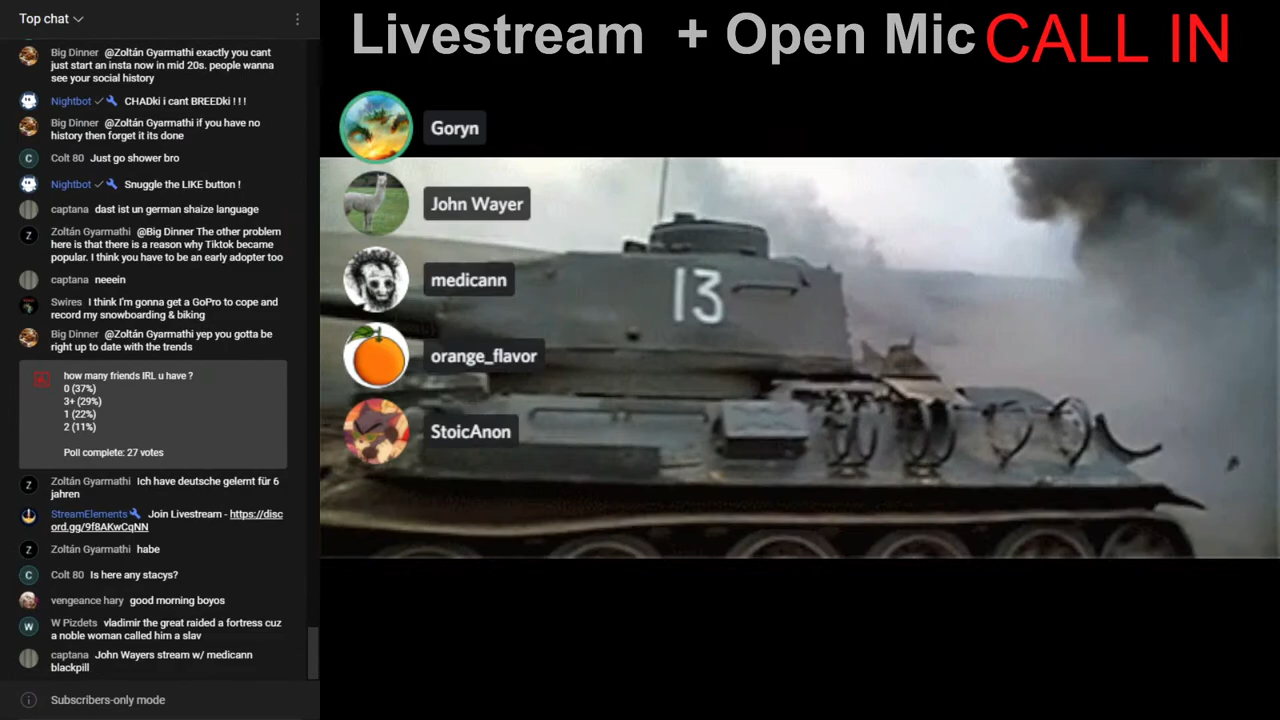 Top chat
Big Dinner @Zoltán Gyarmathi exactly you cant
just start an insta now in mid 20s. people wanna
see your social history
Nightbot CHADki i cant BREEDki ! ! !
Big Dinner @Zoltán Gyarmathi if you have no
history then forget it its done
C Colt 80 Just go shower bro
Nightbot Snuggle the LIKE button !
captana dast ist un german shaize language
Z Zoltán Gyarmathi @Big Dinner The other problem
here is that there is a reason why Tiktok became
popular. I think you have to be an early adopter too
captana neeein
Swires I think I'm gonna get a GoPro to cope and
record my snowboarding & biking
Big Dinner @Zoltán Gyarmathi yep you gotta be
right up to date with the trends
how many friends IRL u have ?
0 (37%)
3+ (29%)
1 (22%)
2 (11%)
Poll complete: 27 votes
Z Zoltán Gyarmathi Ich have deutsche gelernt für 6
jahren
StreamElements Join Livestream - https://disc
ord.gg/9f8AKwCqNN
Z Zoltán Gyarmathi habe
C Colt 80 Is here any stacys?
vengeance hary good morning boyos
W W Pizdets vladimir the great raided a fortress cuz
a noble woman called him a slav
captana John Wayers stream w/ medicann
blackpill
Subscribers-only mode
Livestream + Open Mic CALL IN
Goryn
John Wayer
medicann
orange_flavor
StoicAnon
13